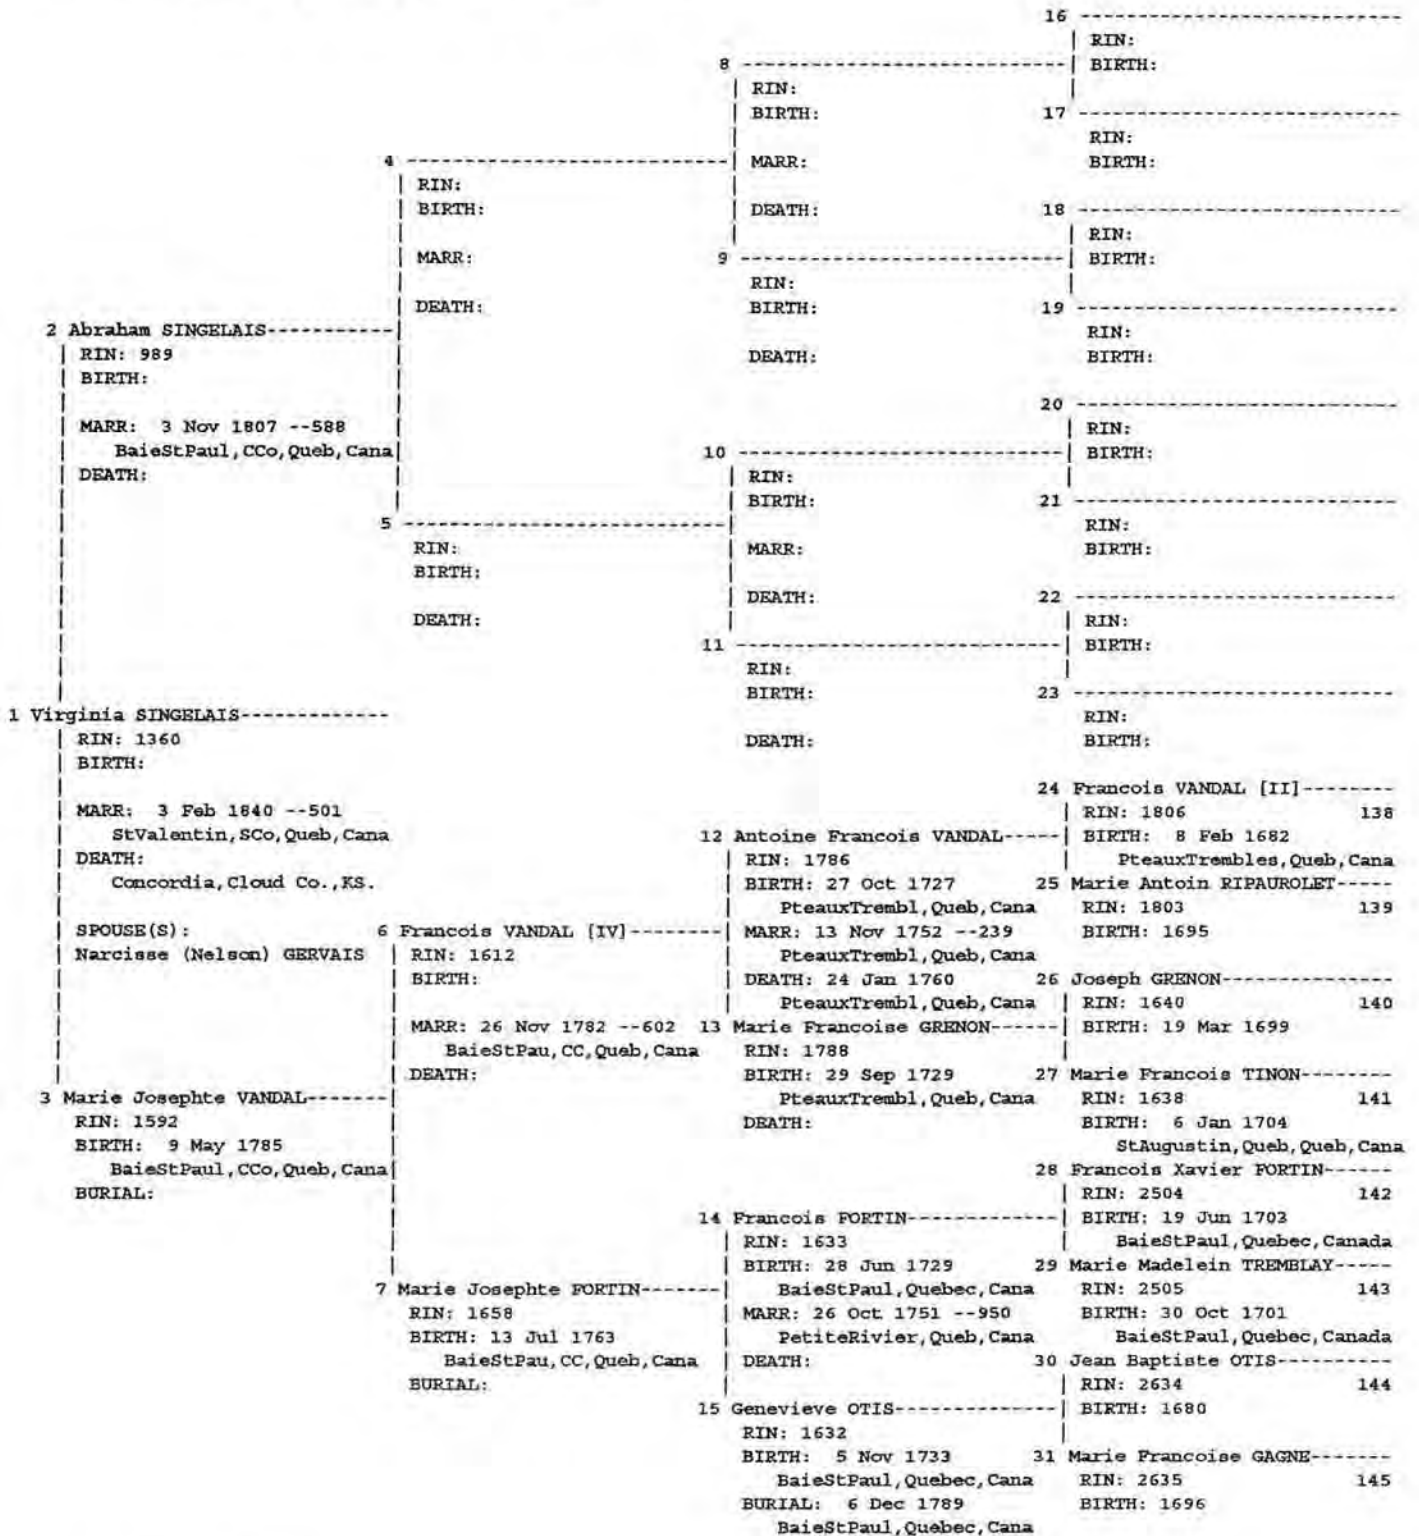 16 ---------------------------
RIN:
8 --------------------------- BIRTH:
RIN:
BIRTH: 17 ---------------------------
RIN:
4 --------------------------- MARR: BIRTH:
RIN:
BIRTH: DEATH: 18 ---------------------------
RIN:
MARR: 9 --------------------------- BIRTH:
RIN:
DEATH: BIRTH: 19 ---------------------------
2 Abraham SINGELAIS----------- RIN:
RIN: 989 DEATH: BIRTH:
BIRTH:
20 ---------------------------
MARR: 3 Nov 1807 --588 RIN:
BaieStPaul,CCo,Queb,Cana 10 --------------------------- BIRTH:
DEATH: RIN:
BIRTH: 21 ---------------------------
5 --------------------------- RIN:
RIN: MARR: BIRTH:
BIRTH:
DEATH: 22 ---------------------------
DEATH: RIN:
11 --------------------------- BIRTH:
RIN:
BIRTH: 23 ---------------------------
1 Virginia SINGELAIS------------- RIN:
RIN: 1360 DEATH: BIRTH:
BIRTH:
24 Francois VANDAL [II]--------
MARR: 3 Feb 1840 --501 RIN: 1806 138
StValentin,SCo,Queb,Cana 12 Antoine Francois VANDAL----- BIRTH: 8 Feb 1682
DEATH: RIN: 1786 PteauxTrembles,Queb,Cana
Concordia,Cloud Co.,KS. BIRTH: 27 Oct 1727 25 Marie Antoin RIPAUROLET-----
PteauxTrembl,Queb,Cana RIN: 1803 139
SPOUSE(S): 6 Francois VANDAL [IV]-------- MARR: 13 Nov 1752 --239 BIRTH: 1695
Narcisse (Nelson) GERVAIS RIN: 1612 PteauxTrembl,Queb,Cana
BIRTH: DEATH: 24 Jan 1760 26 Joseph GRENON--------------
PteauxTrembl,Queb,Cana RIN: 1640 140
MARR: 26 Nov 1782 --602 13 Marie Francoise GRENON------ BIRTH: 19 Mar 1699
BaieStPau,CC,Queb,Cana RIN: 1788
DEATH: BIRTH: 29 Sep 1729 27 Marie Francois TINON--------
3 Marie Josephte VANDAL------- PteauxTrembl,Queb,Cana RIN: 1638 141
RIN: 1592 DEATH: BIRTH: 6 Jan 1704
BIRTH: 9 May 1785 StAugustin,Queb,Queb,Cana
BaieStPaul,CCo,Queb,Cana 28 Francois Xavier FORTIN------
BURIAL: RIN: 2504 142
14 Francois FORTIN------------- BIRTH: 19 Jun 1703
RIN: 1633 BaieStPaul,Quebec,Canada
BIRTH: 28 Jun 1729 29 Marie Madelein TREMBLAY-----
7 Marie Josephte FORTIN------- BaieStPaul,Quebec,Cana RIN: 2505 143
RIN: 1658 MARR: 26 Oct 1751 --950 BIRTH: 30 Oct 1701
BIRTH: 13 Jul 1763 PetiteRivier,Queb,Cana BaieStPaul,Quebec,Canada
BaieStPau,CC,Queb,Cana DEATH: 30 Jean Baptiste OTIS----------
BURIAL: RIN: 2634 144
15 Genevieve OTIS-------------- BIRTH: 1680
RIN: 1632
BIRTH: 5 Nov 1733 31 Marie Francoise GAGNE-------
BaieStPaul,Quebec,Cana RIN: 2635 145
BURIAL: 6 Dec 1789 BIRTH: 1696
BaieStPaul,Quebec,Cana